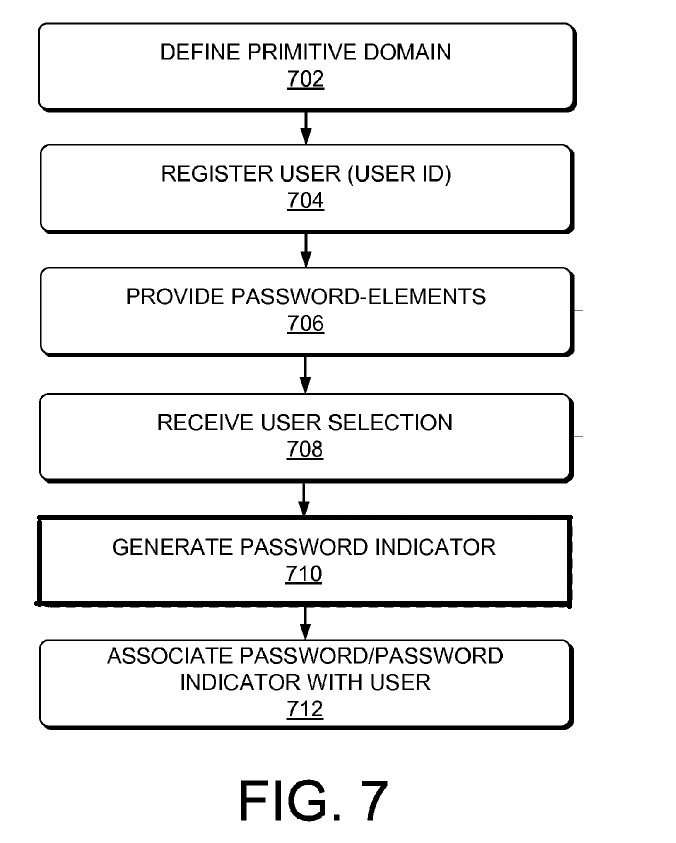 DEFINE PRIMITIVE DOMAIN
702
REGISTER USER (USER ID)
704
PROVIDE PASSWORD-ELEMENTS
706
RECEIVE USER SELECTION
708
GENERATE PASSWORD INDICATOR
710
ASSOCIATE PASSWORD/PASSWORD
INDICATOR WITH USER
712
FIG. 7